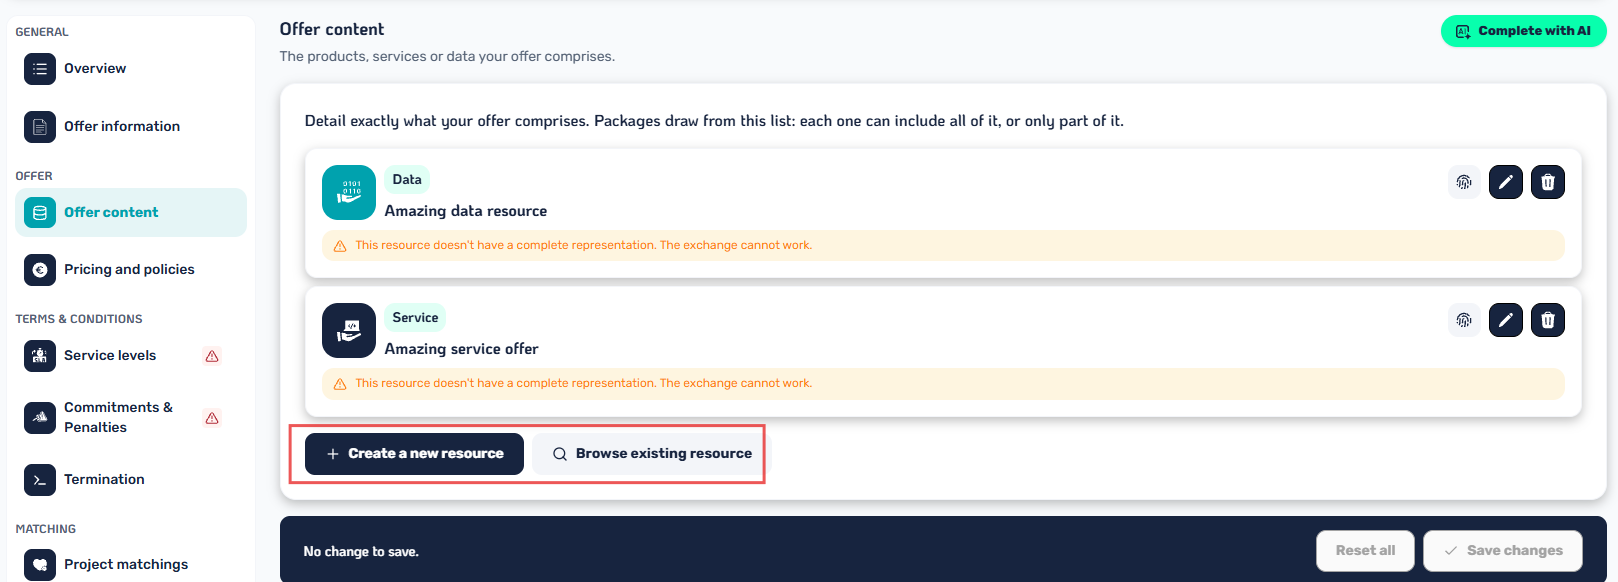 GENERAL
Overview
Offer information
OFFER
Offer content
Pricing and policies
TERMS & CONDITIONS
Service levels
Commitments &
Penalties
Termination
MATCHING
Project matchings
Offer content
The products, services or data your offer comprises.
Complete with AI
Detail exactly what your offer comprises. Packages draw from this list: each one can include all of it, or only part of it.
Data
Amazing data resource
This resource doesn't have a complete representation. The exchange cannot work.
Service
Amazing service offer
This resource doesn't have a complete representation. The exchange cannot work.
Create a new resource
Browse existing resource
No change to save.
Reset all
Save changes